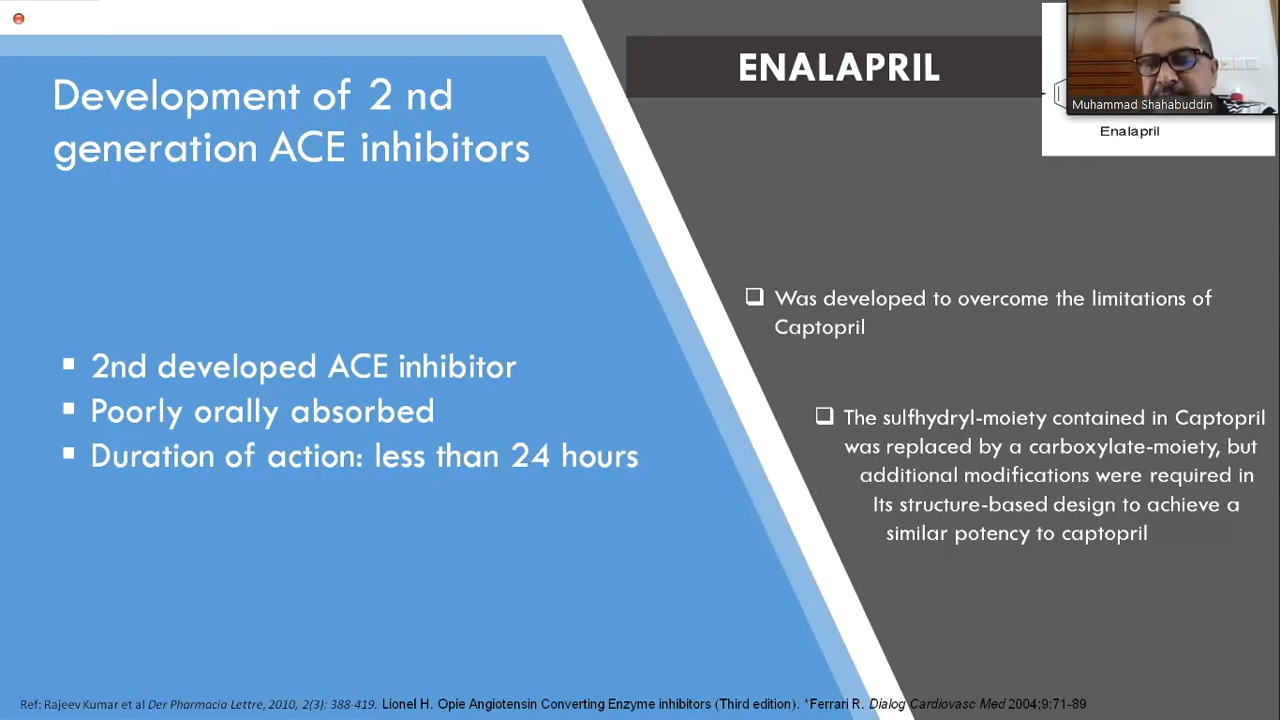 Development of 2 nd
generation ACE inhibitors
2nd developed ACE inhibitor
Poorly orally absorbed
Duration of action: less than 24 hours
ENALAPRIL
Muhammad Shahabuddin
Enalapril
Was developed to overcome the limitations of
Captopril
The sulfhydryl-moiety contained in Captopril
was replaced by a carboxylate-moiety, but
additional modifications were required in
Its structure-based design to achieve a
similar potency to captopril
Ref: Rajeev Kumar et al Der Pharmacia Lettre, 2010, 2(3): 388-419. Lionel H. Opie Angiotensin Converting Enzyme inhibitors (Third edition). *Ferrari R. Dialog Cardiovasc Med 2004;9:71-89